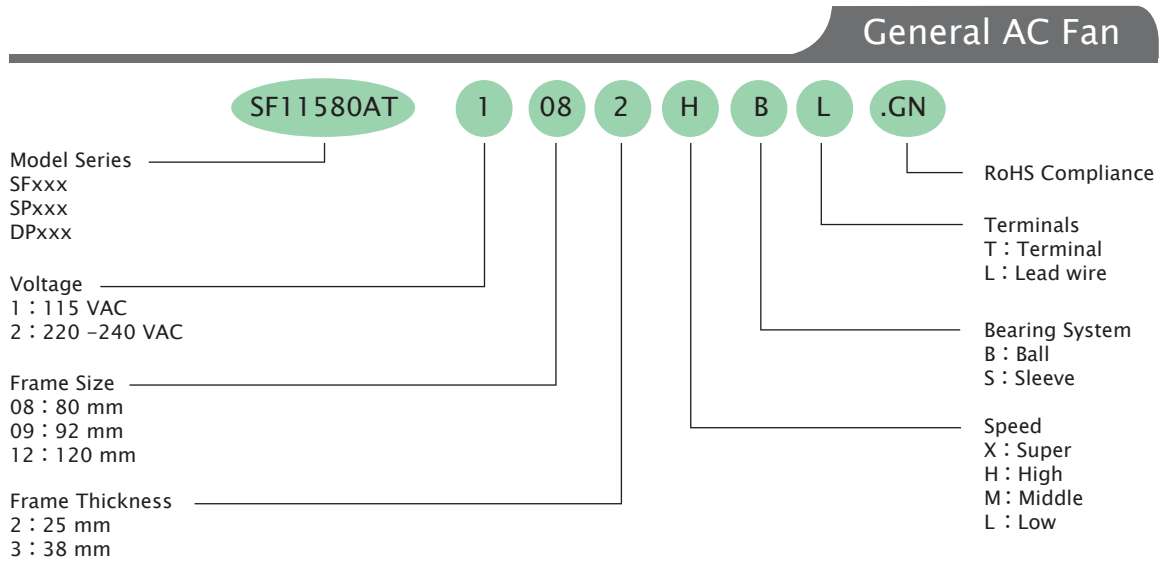 General AC Fan
SF11580AT 1 08 2 H B L .GN
Model Series
SFxxx
SPxxx
DPxxx
Voltage
1：115 VAC
2：220 –240 VAC
Frame Size
08：80 mm
09：92 mm
12：120 mm
Frame Thickness
2：25 mm
3：38 mm
RoHS Compliance
Terminals
T：Terminal
L：Lead wire
Bearing System
B：Ball
S：Sleeve
Speed
X：Super
H：High
M：Middle
L：Low